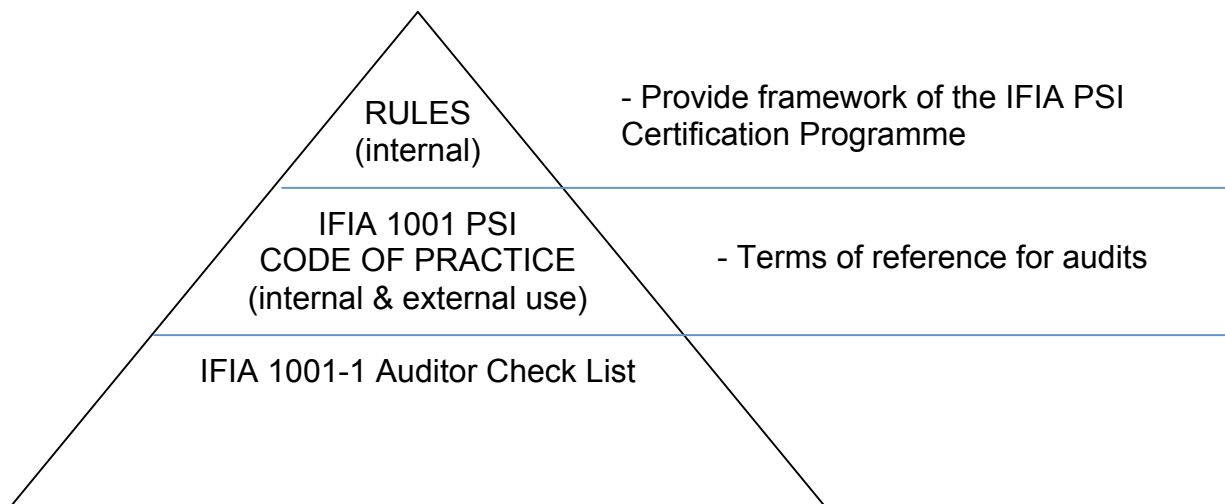 RULES
(internal)
- Provide framework of the IFIA PSI
Certification Programme
IFIA 1001 PSI
CODE OF PRACTICE
(internal & external use)
- Terms of reference for audits
IFIA 1001-1 Auditor Check List